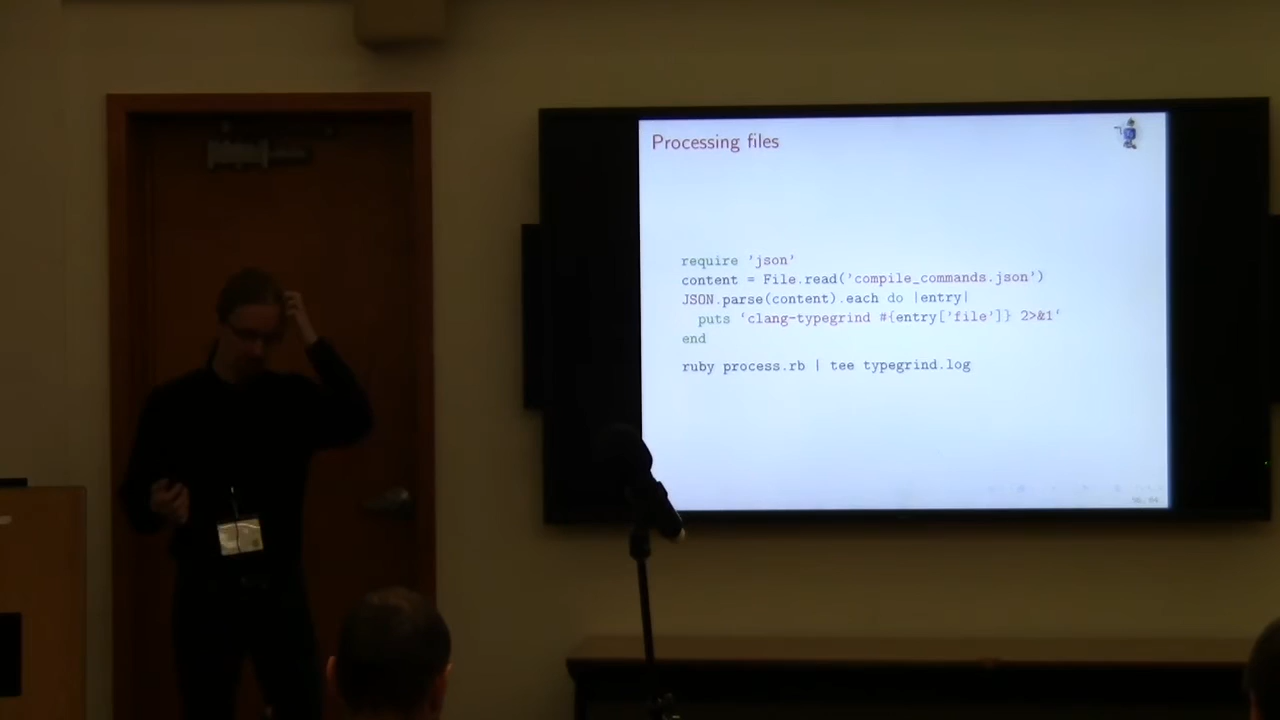 Processing files
require 'json'
content = File.read('compile_commands.json')
JSON.parse(content).each do |entry|
puts ‘clang-typegrind #{entry['file']} 2>&1‘
end
ruby process.rb | tee typegrind.log